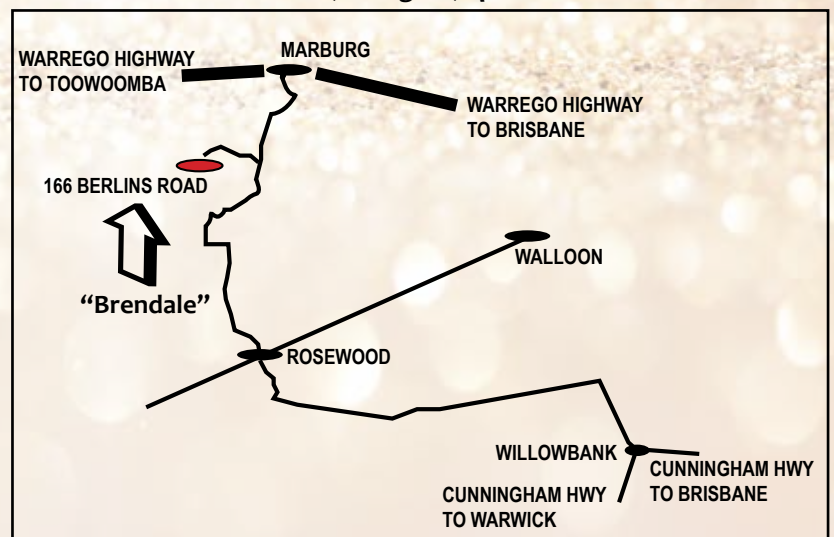 MARBURG
WARREGO HIGHWAY
TO TOOWOOMBA
WARREGO HIGHWAY
TO BRISBANE
166 BERLINS ROAD
“Brendale”
WALLOON
ROSEWOOD
WILLOWBANK
CUNNINGHAM HWY
TO BRISBANE
CUNNINGHAM HWY
TO WARWICK